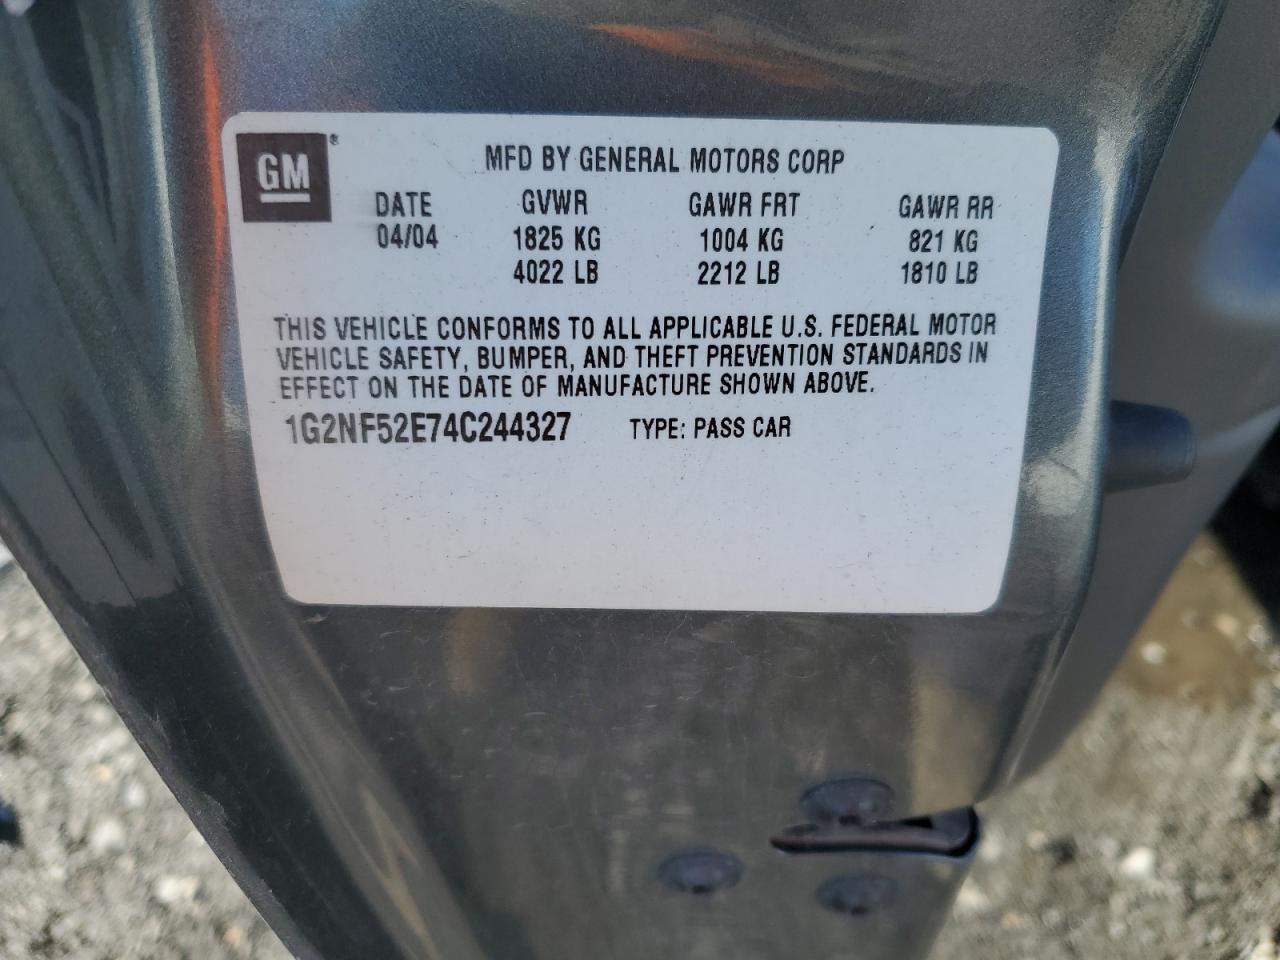 GM®
MFD BY GENERAL MOTORS CORP
DATE GVWR GAWR FRT GAWR RR
04/04 1825 KG 1004 KG 821 KG
4022 LB 2212 LB 1810 LB
THIS VEHICLE CONFORMS TO ALL APPLICABLE U.S. FEDERAL MOTOR
VEHICLE SAFETY, BUMPER, AND THEFT PREVENTION STANDARDS IN
EFFECT ON THE DATE OF MANUFACTURE SHOWN ABOVE.
1G2NF52E74C244327 TYPE: PASS CAR